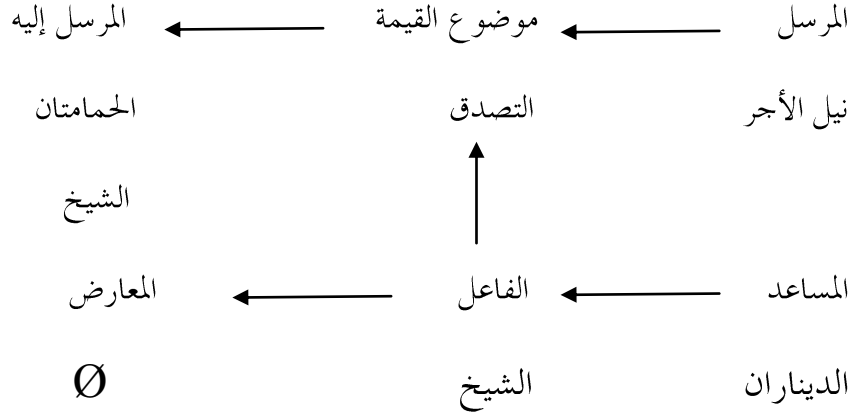 المرسل موضوع القيمة المرسل إليه
نيل الأجر التصدق الحمامتان
الشيخ
المساعد الفاعل المعارض
الديناران الشيخ Ø